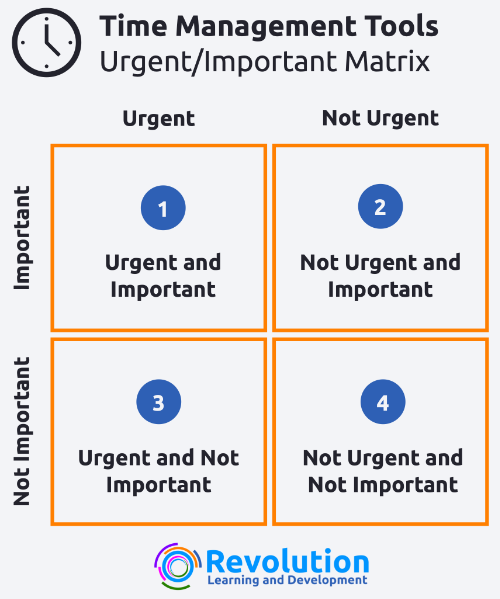 Time Management Tools
Urgent/Important Matrix
Urgent
Not Urgent
Important
1
Urgent and
Important
2
Not Urgent and
Important
Not Important
3
Urgent and Not
Important
4
Not Urgent and
Not Important
Revolution
Learning and Development